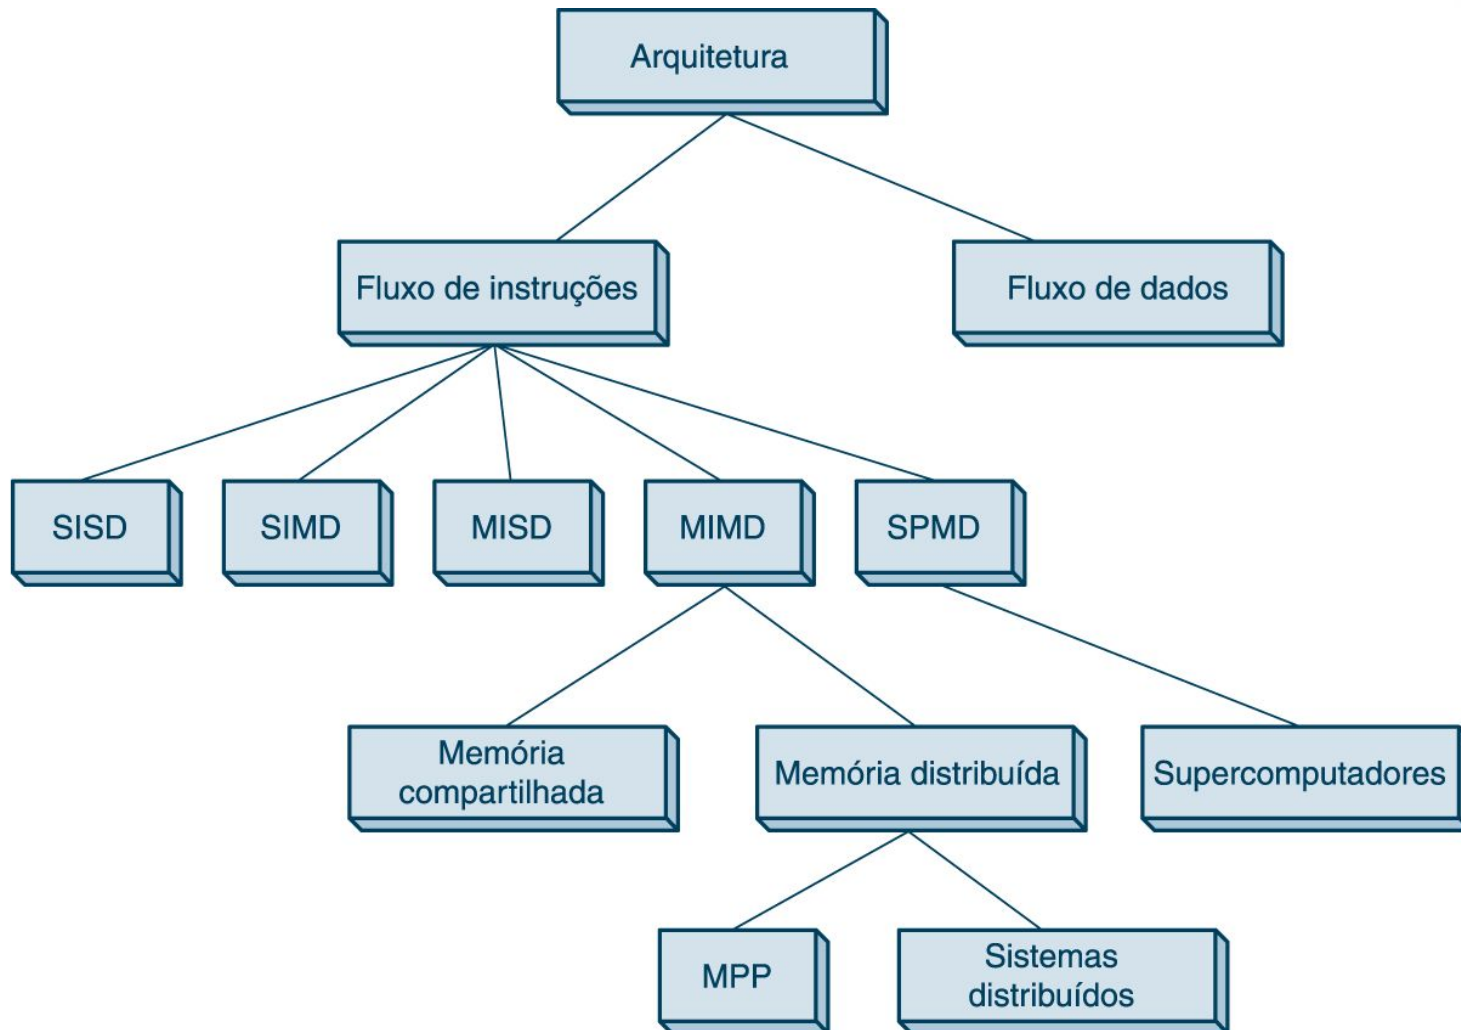 Arquitetura
Fluxo de instruções
Fluxo de dados
SISD
SIMD
MISD
MIMD
SPMD
Memória
compartilhada
Memória distribuída
Supercomputadores
MPP
Sistemas
distribuídos